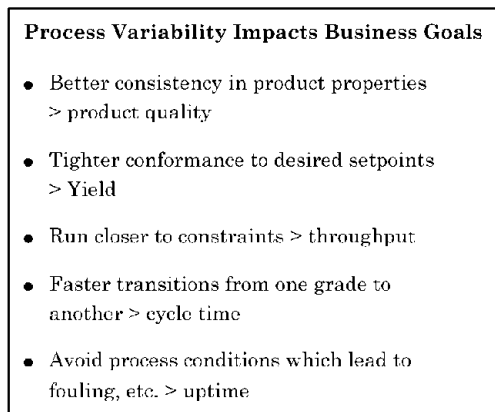 Process Variability Impacts Business Goals
● Better consistency in product properties
> product quality
● Tighter conformance to desired setpoints
> Yield
● Run closer to constraints > throughput
● Faster transitions from one grade to
another > cycle time
● Avoid process conditions which lead to
fouling, etc. > uptime